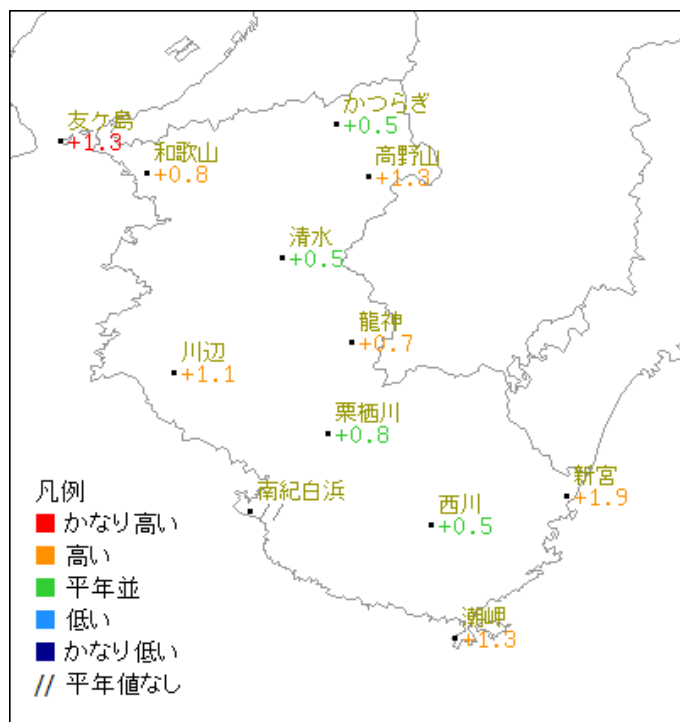 友ケ島
+1.3
和歌山
+0.8
かつらぎ
+0.5
高野山
+1.3
清水
+0.5
龍神
+0.7
川辺
+1.1
栗栖川
+0.8
南紀白浜
//
西川
+0.5
新宮
+1.9
潮岬
+1.3
凡例
かなり高い
高い
平年並
低い
かなり低い
// 平年値なし